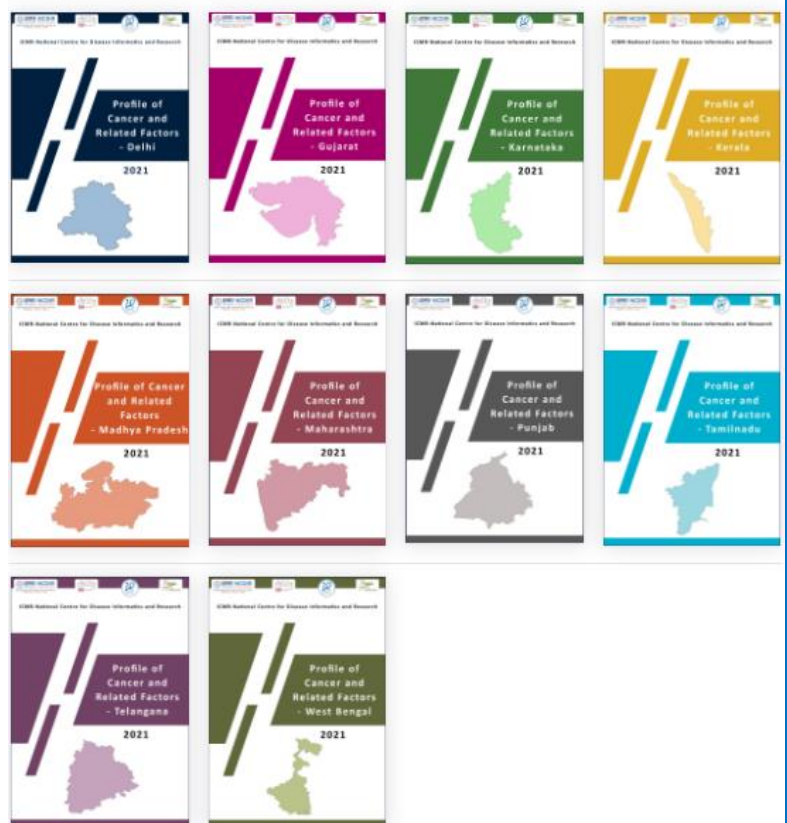 ICMR-National Centre for Disease Informatics and Research
Profile of
Cancer and
Related Factors
- Delhi
2021
ICMR-National Centre for Disease Informatics and Research
Profile of
Cancer and
Related Factors
- Gujarat
2021
ICMR-National Centre for Disease Informatics and Research
Profile of
Cancer and
Related Factors
- Karnataka
2021
ICMR-National Centre for Disease Informatics and Research
Profile of
Cancer and
Related Factors
- Kerala
2021
ICMR-National Centre for Disease Informatics and Research
Profile of Cancer
and Related
Factors
- Madhya Pradesh
2021
ICMR-National Centre for Disease Informatics and Research
Profile of
Cancer and
Related Factors
- Maharashtra
2021
ICMR-National Centre for Disease Informatics and Research
Profile of
Cancer and
Related Factors
- Punjab
2021
ICMR-National Centre for Disease Informatics and Research
Profile of
Cancer and
Related Factors
- Tamilnadu
2021
ICMR-National Centre for Disease Informatics and Research
Profile of
Cancer and
Related Factors
- Telangana
2021
ICMR-National Centre for Disease Informatics and Research
Profile of
Cancer and
Related Factors
- West Bengal
2021